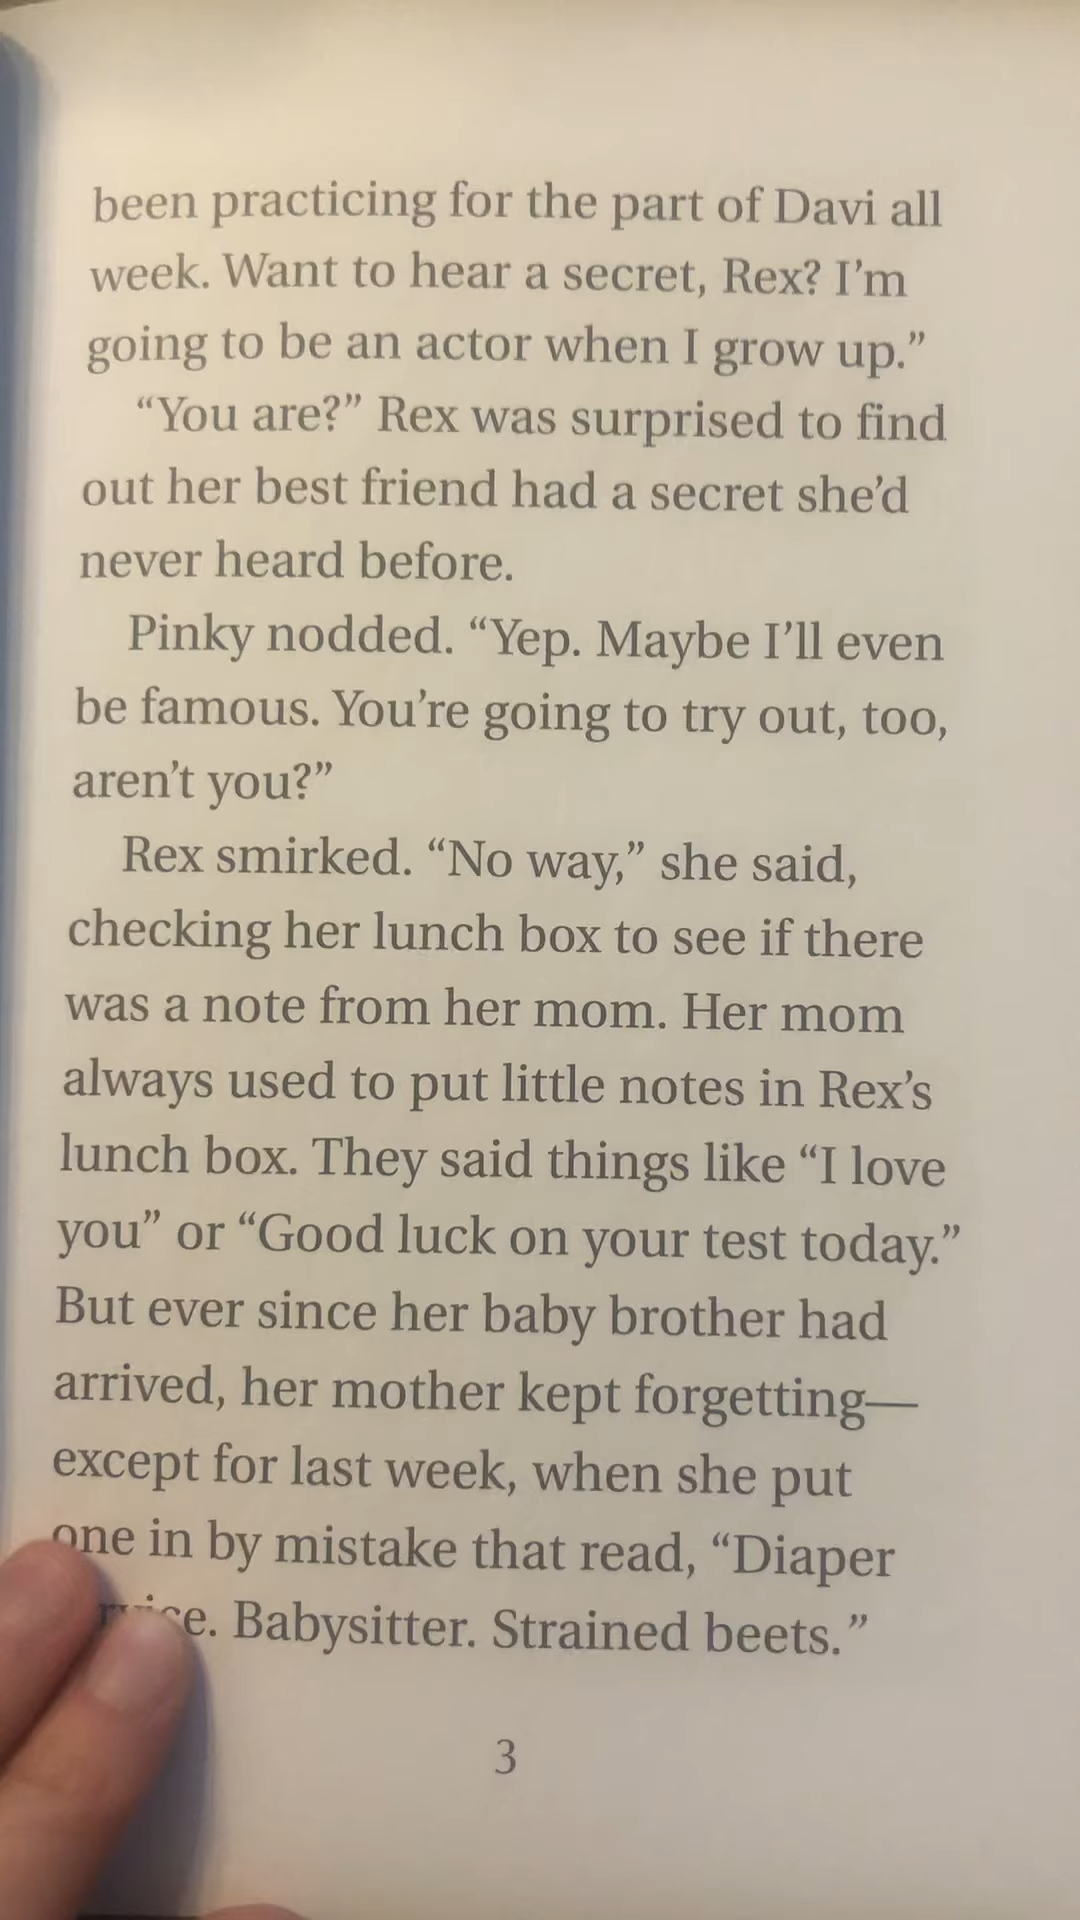 been practicing for the part of Davi all
week. Want to hear a secret, Rex? I’m
going to be an actor when I grow up.”
“You are?” Rex was surprised to find
out her best friend had a secret she’d
never heard before.
Pinky nodded. “Yep. Maybe I’ll even
be famous. You’re going to try out, too,
aren’t you?”
Rex smirked. “No way,” she said,
checking her lunch box to see if there
was a note from her mom. Her mom
always used to put little notes in Rex’s
lunch box. They said things like “I love
you” or “Good luck on your test today.”
But ever since her baby brother had
arrived, her mother kept forgetting—
except for last week, when she put
one in by mistake that read, “Diaper
Babysitter. Strained beets.”
3